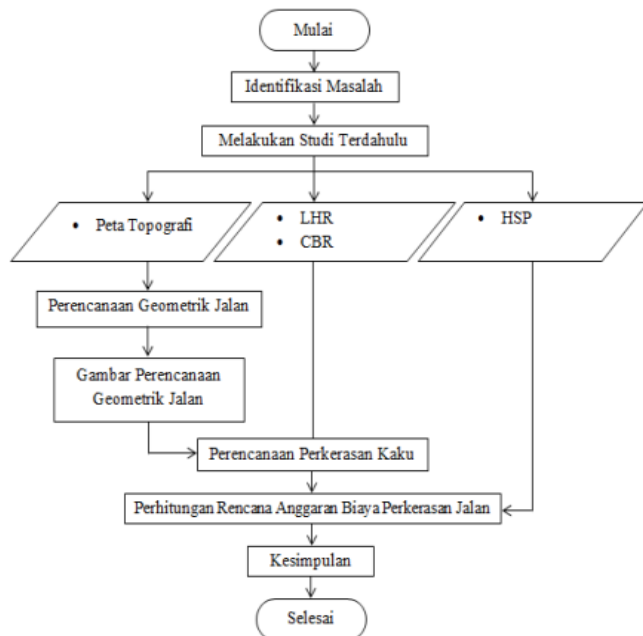 Mulai
Identifikasi Masalah
Melakukan Studi Terdahulu
• Peta Topografi
• LHR
• CBR
• HSP
Perencanaan Geometrik Jalan
Gambar Perencanaan
Geometrik Jalan
Perencanaan Perkerasan Kaku
Perhitungan Rencana Anggaran Biaya Perkerasan Jalan
Kesimpulan
Selesai